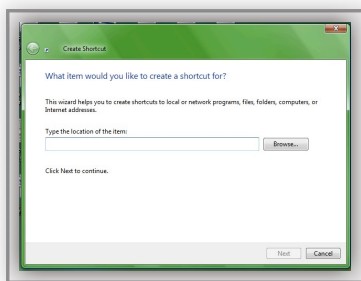 Create Shortcut
What item would you like to create a shortcut for?
This wizard helps you to create shortcuts to local or network programs, files, folders, computers, or
Internet addresses.
Type the location of the item:
Browse...
Click Next to continue.
Next
Cancel